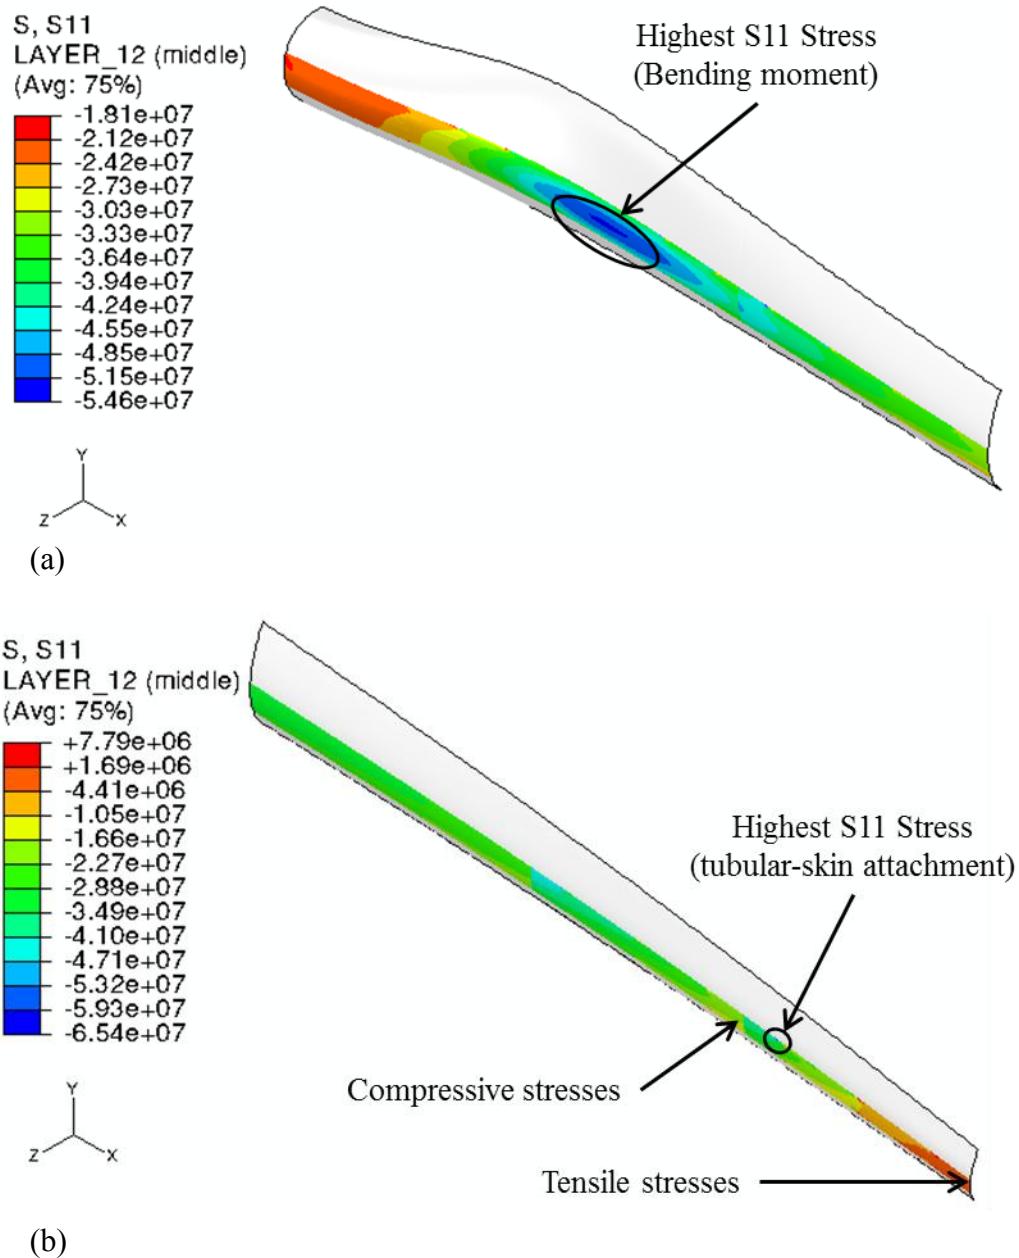 S, S11
LAYER_12 (middle)
(Avg: 75%)
-1.81e+07
-2.12e+07
-2.42e+07
-2.73e+07
-3.03e+07
-3.33e+07
-3.64e+07
-3.94e+07
-4.24e+07
-4.55e+07
-4.85e+07
-5.15e+07
-5.46e+07
Highest S11 Stress
(Bending moment)
Y
Z
X
(a)
S, S11
LAYER_12 (middle)
(Avg: 75%)
+7.79e+06
+1.69e+06
-4.41e+06
-1.05e+07
-1.66e+07
-2.27e+07
-2.88e+07
-3.49e+07
-4.10e+07
-4.71e+07
-5.32e+07
-5.93e+07
-6.54e+07
Highest S11 Stress
(tubular-skin attachment)
Compressive stresses
Tensile stresses
Y
Z
X
(b)